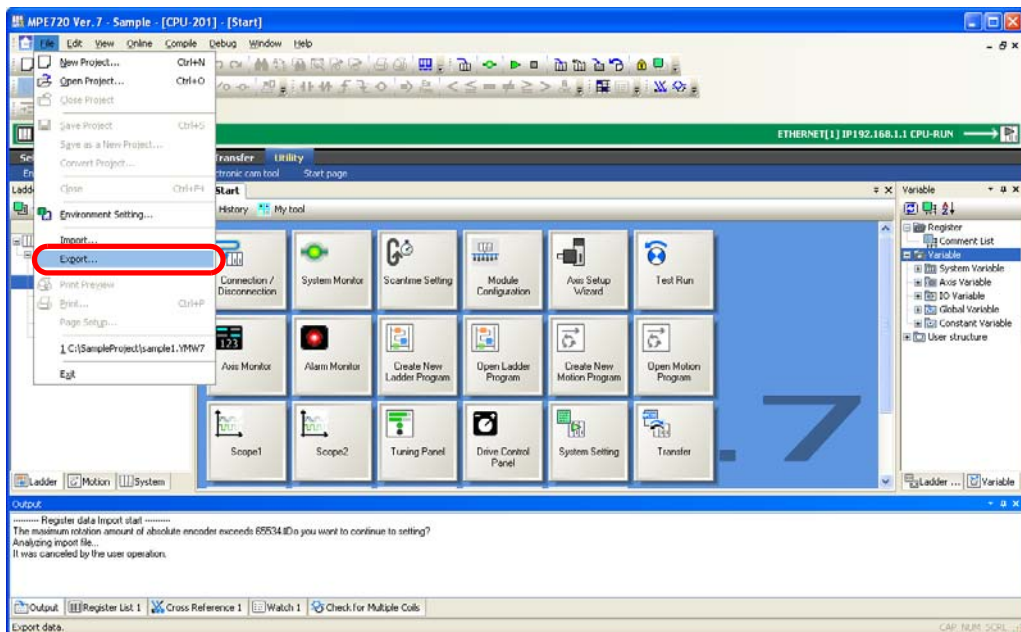 MPE720 Ver.7 - Sample - [CPU-201] - [Start]
File Edit View Online Compile Debug Window Help
New Project... Ctrl+N
Open Project... Ctrl+O
Close Project
Save Project Ctrl+S
Save as a New Project...
Convert Project...
Close Ctrl+F4
Environment Setting...
Import...
Export...
Print Preview
Print... Ctrl+P
Page Setup...
1 C:\SampleProject\sample1.YMW7
Exit
ETHERNET[1] IP192.168.1.1 CPU-RUN
Transfer Utility
ctronic cam tool Start page
Start
History My tool
Connection / Disconnection
System Monitor
Scantime Setting
Module Configuration
Axis Setup Wizard
Test Run
Axis Monitor
Alarm Monitor
Create New Ladder Program
Open Ladder Program
Create New Motion Program
Open Motion Program
Scope1
Scope2
Tuning Panel
Drive Control Panel
System Setting
Transfer
.7
Variable
Register
Comment List
Variable
System Variable
Axis Variable
IO Variable
Global Variable
Constant Variable
User structure
Ladder Motion System
Ladder ... Variable
Output
---------- Register data Import start ----------
The maximum rotation amount of absolute encoder exceeds 65534.Do you want to continue to setting?
Analyzing import file...
It was canceled by the user operation.
Output Register List 1 Cross Reference 1 Watch 1 Check for Multiple Coils
Export data.
CAP NUM SCRL